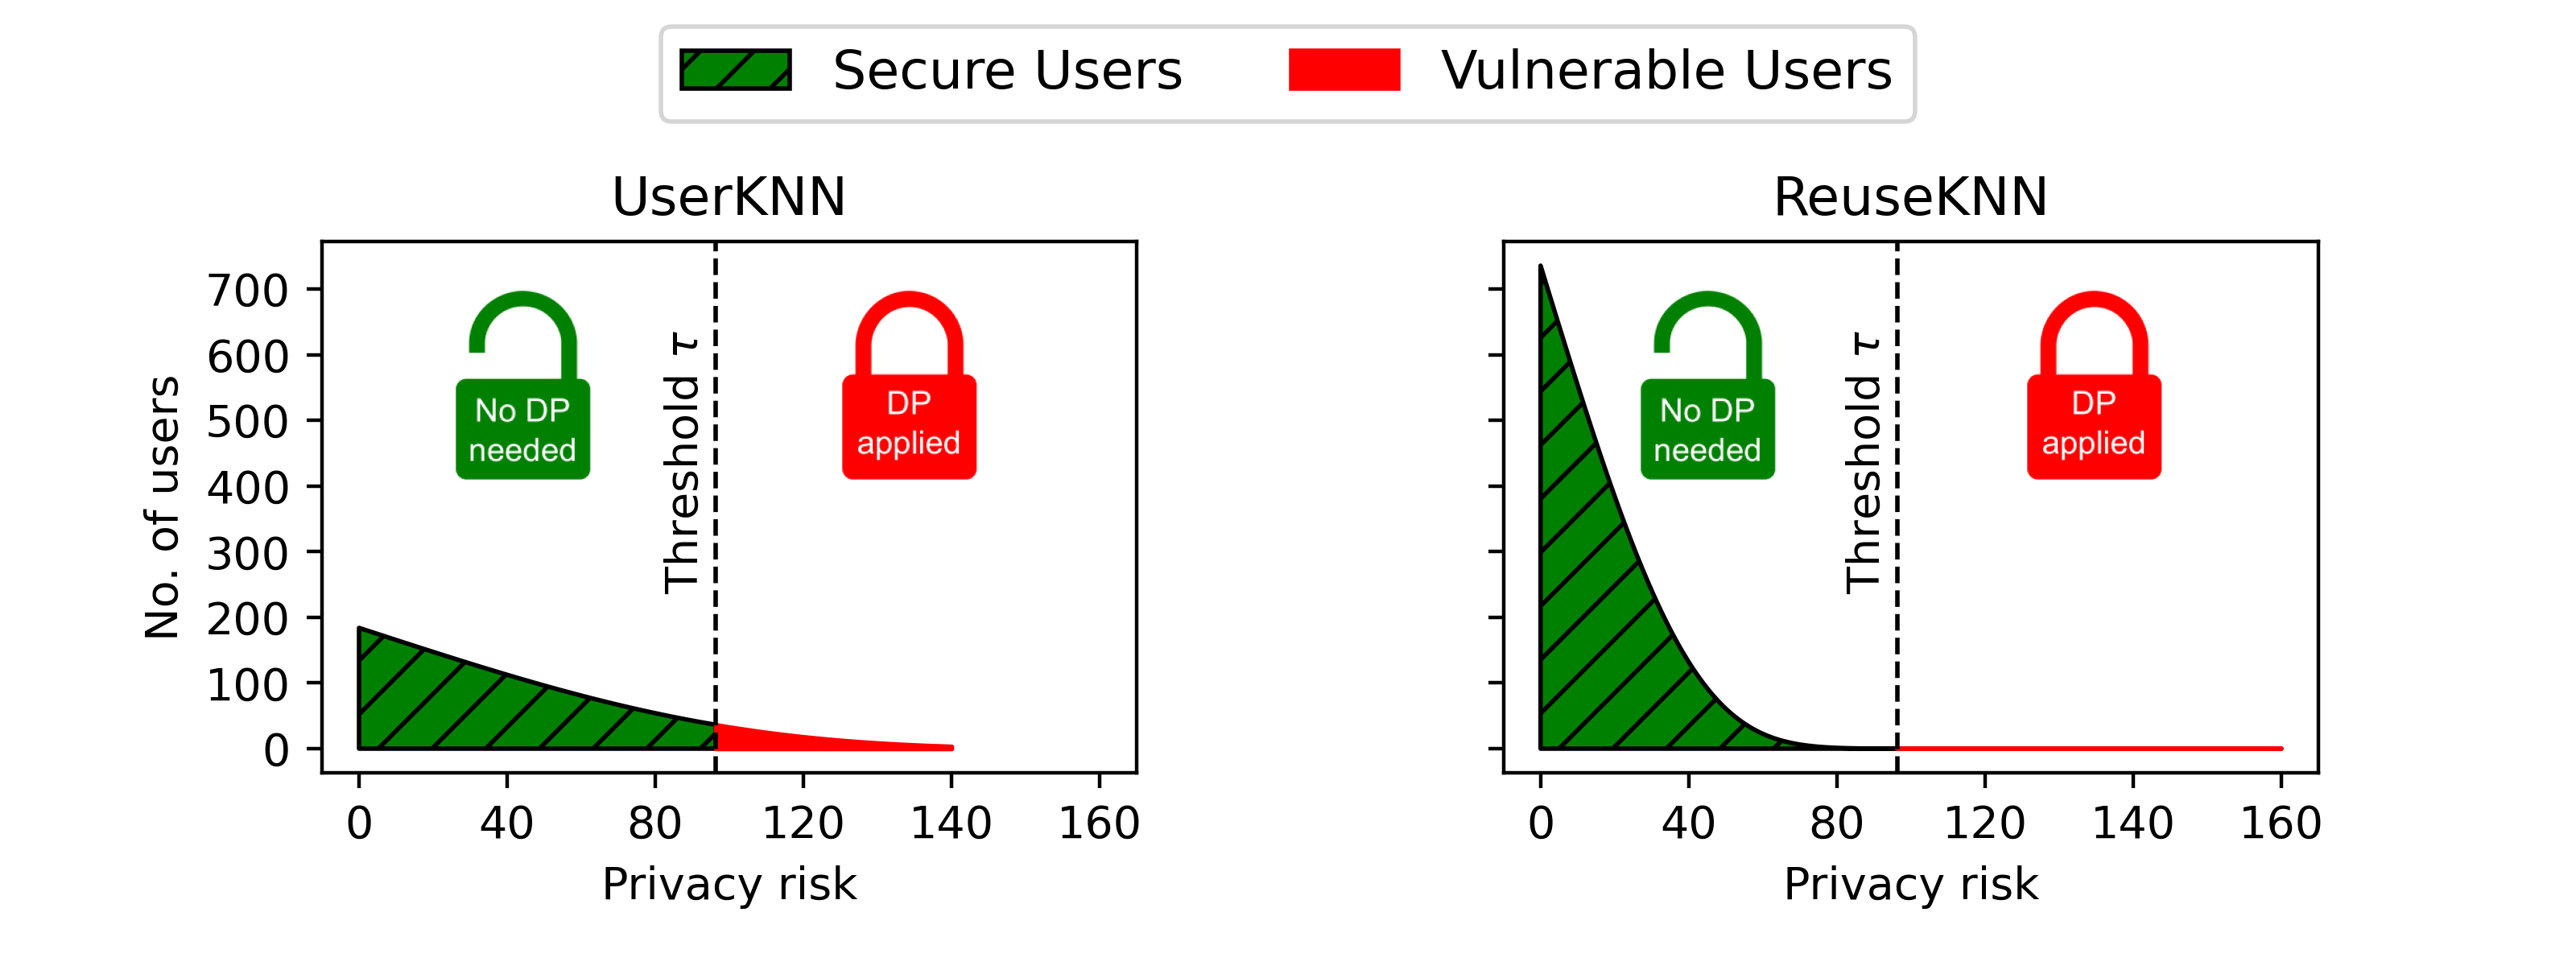 Secure Users
Vulnerable Users
UserKNN
ReuseKNN
No. of users
700
600
500
400
300
200
100
0
No DP
needed
Threshold τ
DP
applied
0 40 80 120 140 160
Privacy risk
No DP
needed
Threshold τ
DP
applied
0 40 80 120 140 160
Privacy risk